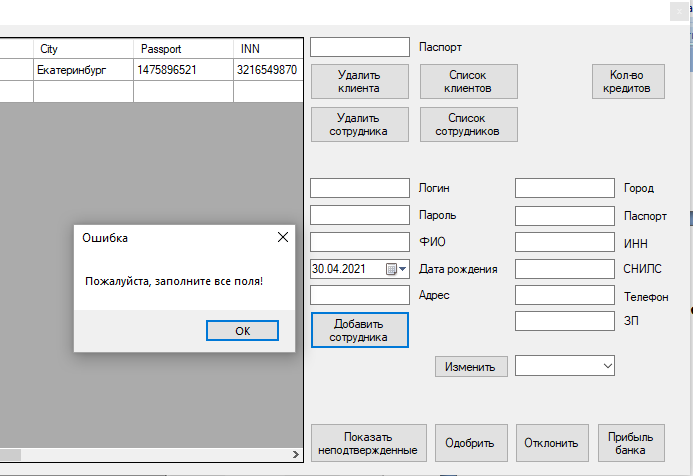 City Passport INN
Екатеринбург 1475896521 3216549870
Паспорт
Удалить
клиента
Список
клиентов
Кол-во
кредитов
Удалить
сотрудника
Список
сотрудников
Логин
Город
Пароль
Паспорт
ФИО
ИНН
30.04.2021
Дата рождения
СНИЛС
Адрес
Телефон
Добавить
сотрудника
ЗП
Изменить
Ошибка
Пожалуйста, заполните все поля!
OK
Показать
неподтвержденные
Одобрить
Отклонить
Прибыль
банка